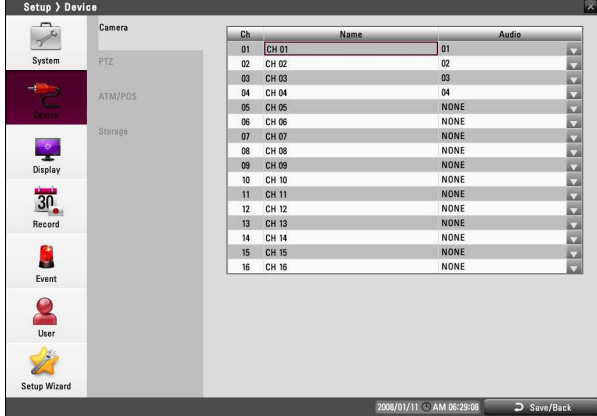 Setup > Device
System
Device
Display
30
Record
Event
User
Setup Wizard
Camera
PTZ
ATM/POS
Storage
Ch Name Audio
01 CH 01 01
02 CH 02 02
03 CH 03 03
04 CH 04 04
05 CH 05 NONE
06 CH 06 NONE
07 CH 07 NONE
08 CH 08 NONE
09 CH 09 NONE
10 CH 10 NONE
11 CH 11 NONE
12 CH 12 NONE
13 CH 13 NONE
14 CH 14 NONE
15 CH 15 NONE
16 CH 16 NONE
2008/01/11 AM 06:29:08 Save/Back